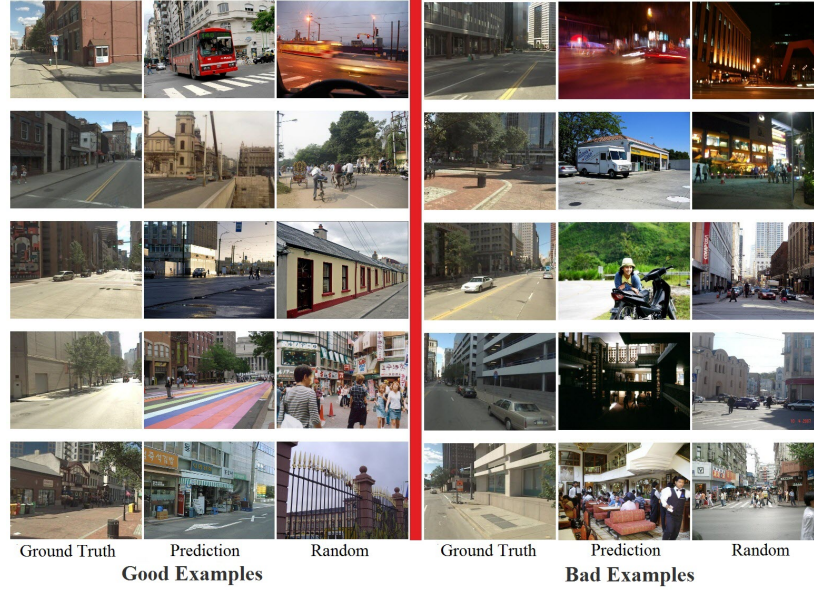 Ground Truth
Prediction
Random
Ground Truth
Prediction
Random
Good Examples
Bad Examples